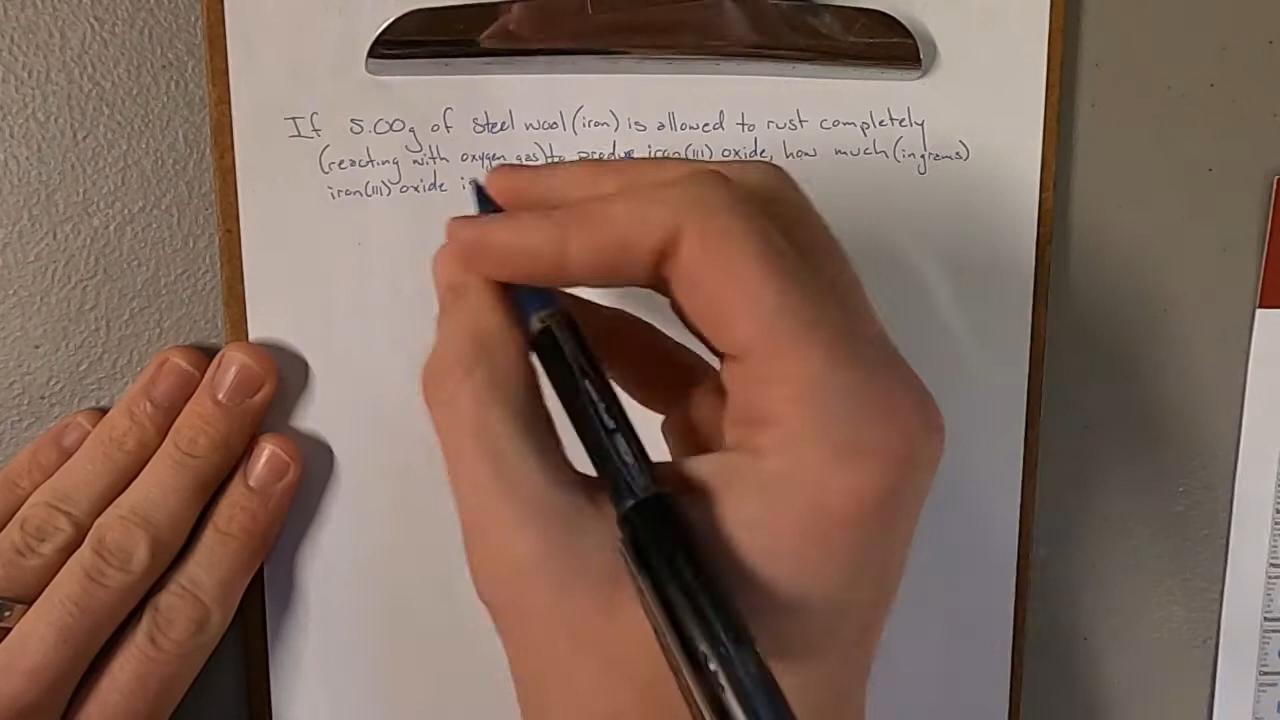 If 5.00g of steel wool (iron) is allowed to rust completely
(reacting with oxygen gas) to produce iron(III) oxide, how much (in grams)
iron(III) oxide